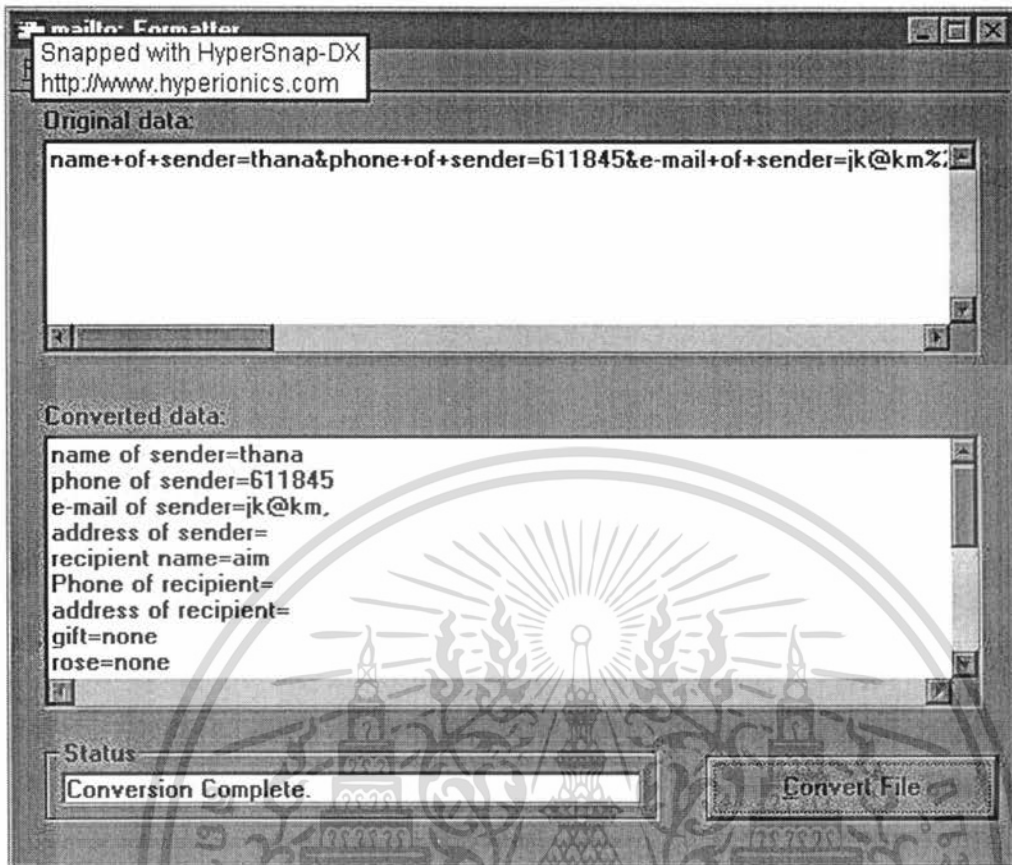 mailto: Formatter
Snapped with HyperSnap-DX
http://www.hyperionics.com
Original data:
name+of+sender=thana&phone+of+sender=611845&e-mail+of+sender=jk@km%2
Converted data:
name of sender=thana
phone of sender=611845
e-mail of sender=jk@km,
address of sender=
recipient name=aim
Phone of recipient=
address of recipient=
gift=none
rose=none
Status
Conversion Complete.
Convert File